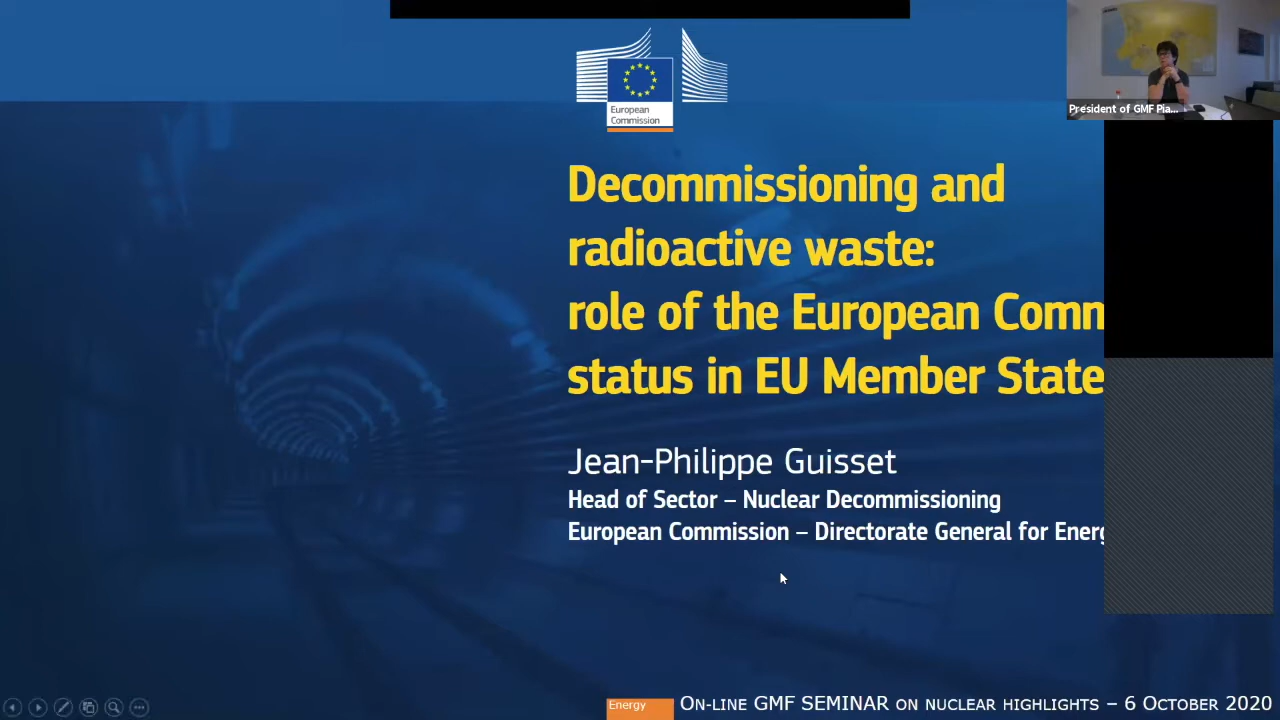 European
Commission
President of GMF Pia...
Decommissioning and
radioactive waste:
role of the European Comm
status in EU Member State
Jean-Philippe Guisset
Head of Sector – Nuclear Decommissioning
European Commission – Directorate General for Energ
Energy
ON-LINE GMF SEMINAR ON NUCLEAR HIGHLIGHTS – 6 OCTOBER 2020